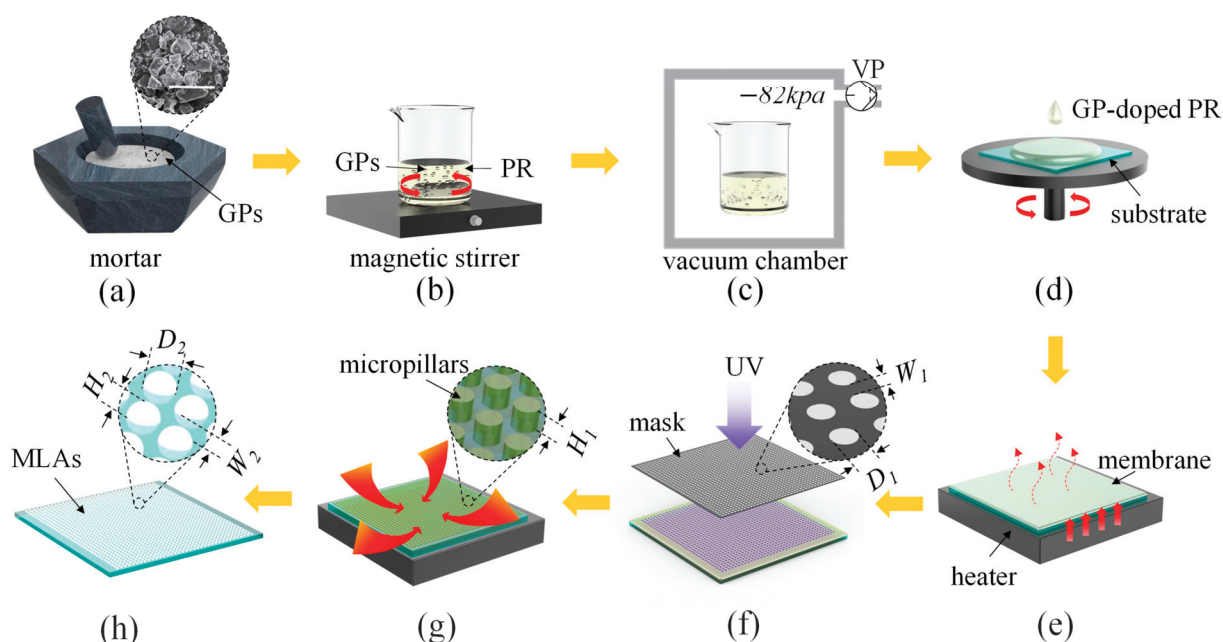 GPs
mortar
(a)
GPs
PR
magnetic stirrer
(b)
VP
−82kpa
vacuum chamber
(c)
GP-doped PR
substrate
(d)
D2
H2
W2
MLAs
(h)
micropillars
H1
(g)
UV
mask
W1
D1
(f)
membrane
heater
(e)